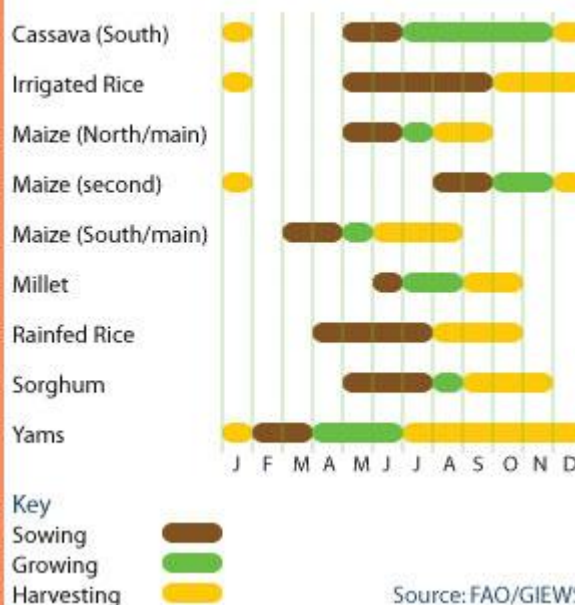 Cassava (South)
Irrigated Rice
Maize (North/main)
Maize (second)
Maize (South/main)
Millet
Rainfed Rice
Sorghum
Yams
J F M A M J J A S O N D
Key
Sowing
Growing
Harvesting
Source: FAO/GIEWS